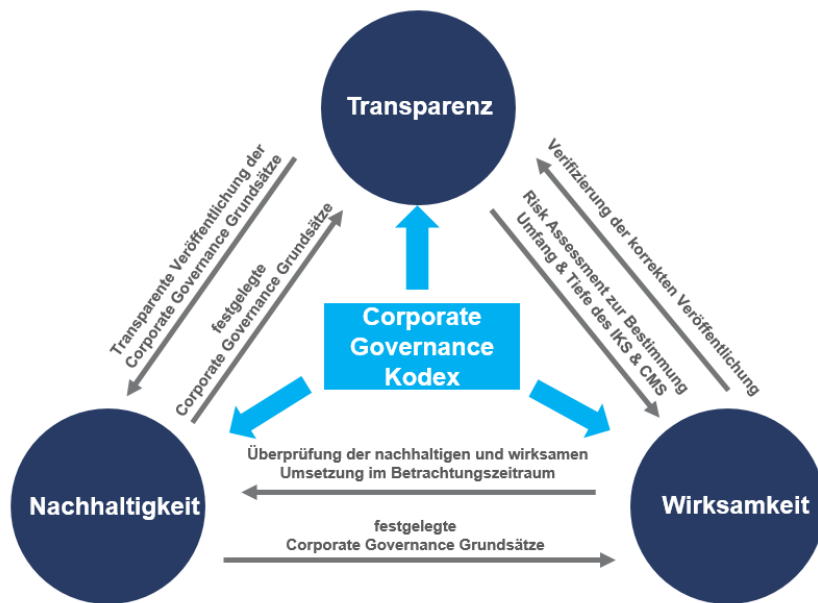 Transparenz
Transparente Veröffentlichung der
Corporate Governance Grundsätze
festgelegte
Corporate Governance Grundsätze
Verifizierung der korrekten Veröffentlichung
Risk Assessment zur Bestimmung
Umfang & Tiefe des IKS & CMS
Corporate
Governance
Kodex
Überprüfung der nachhaltigen und wirksamen
Umsetzung im Betrachtungszeitraum
Nachhaltigkeit
Wirksamkeit
festgelegte
Corporate Governance Grundsätze